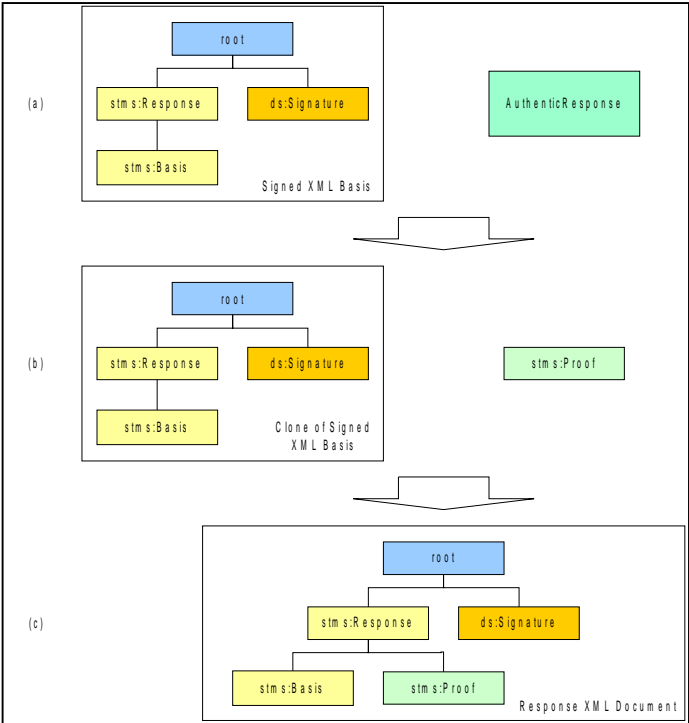 root
(a)
stms:Response
ds:Signature
AuthenticResponse
stms:Basis
Signed XML Basis
root
(b)
stms:Response
ds:Signature
stms:Proof
stms:Basis
Clone of Signed
XML Basis
root
(c)
stms:Response
ds:Signature
stms:Basis
stms:Proof
Response XML Document